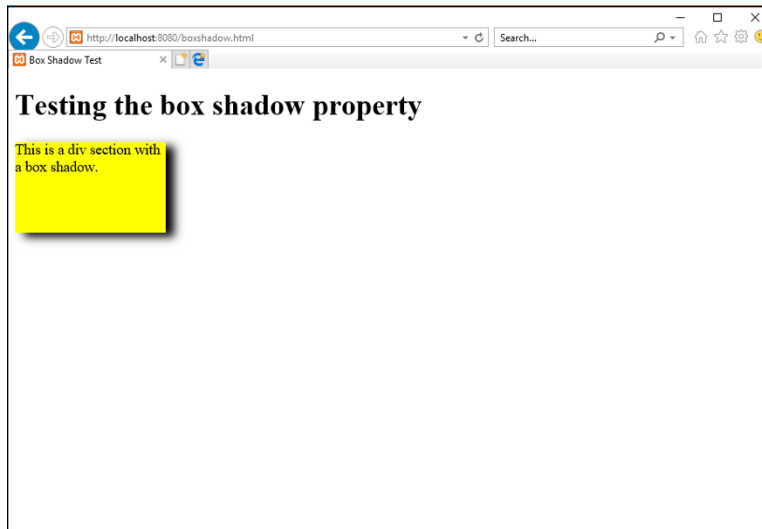 http://localhost:8080/boxshadow.html
Search...
Box Shadow Test
Testing the box shadow property
This is a div section with
a box shadow.